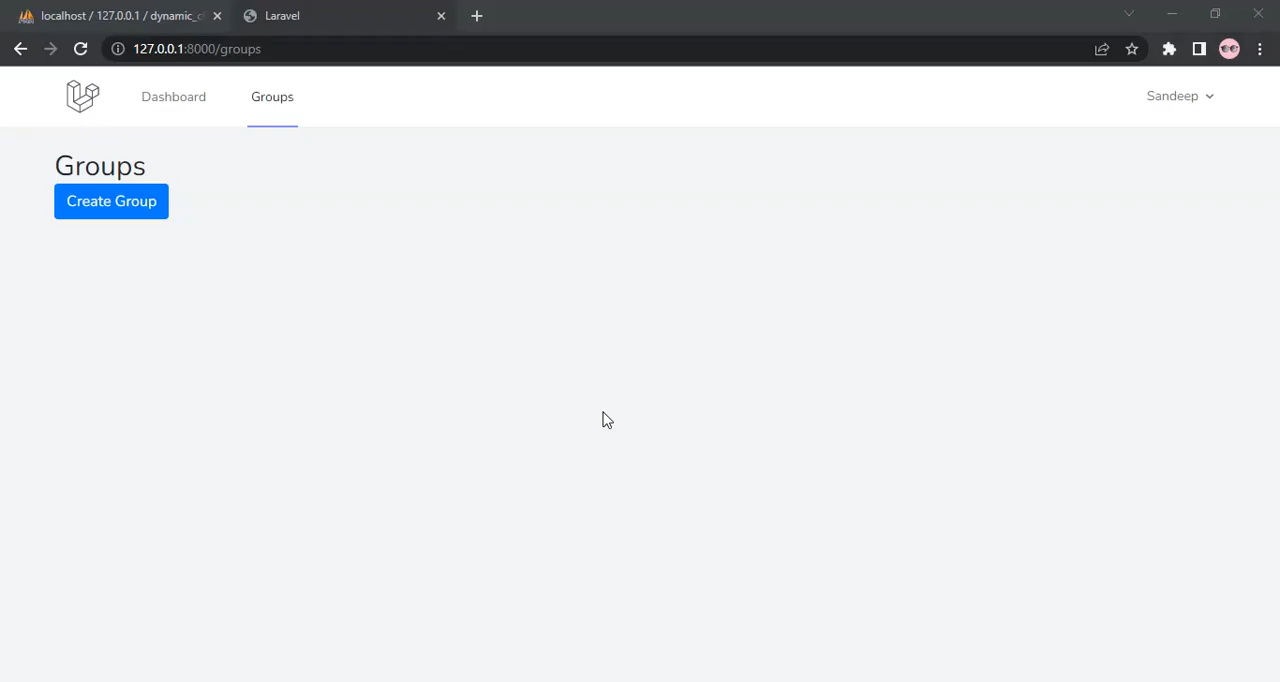 localhost / 127.0.0.1 / dynamic_c
Laravel
127.0.0.1:8000/groups
Dashboard
Groups
Sandeep
Groups
Create Group